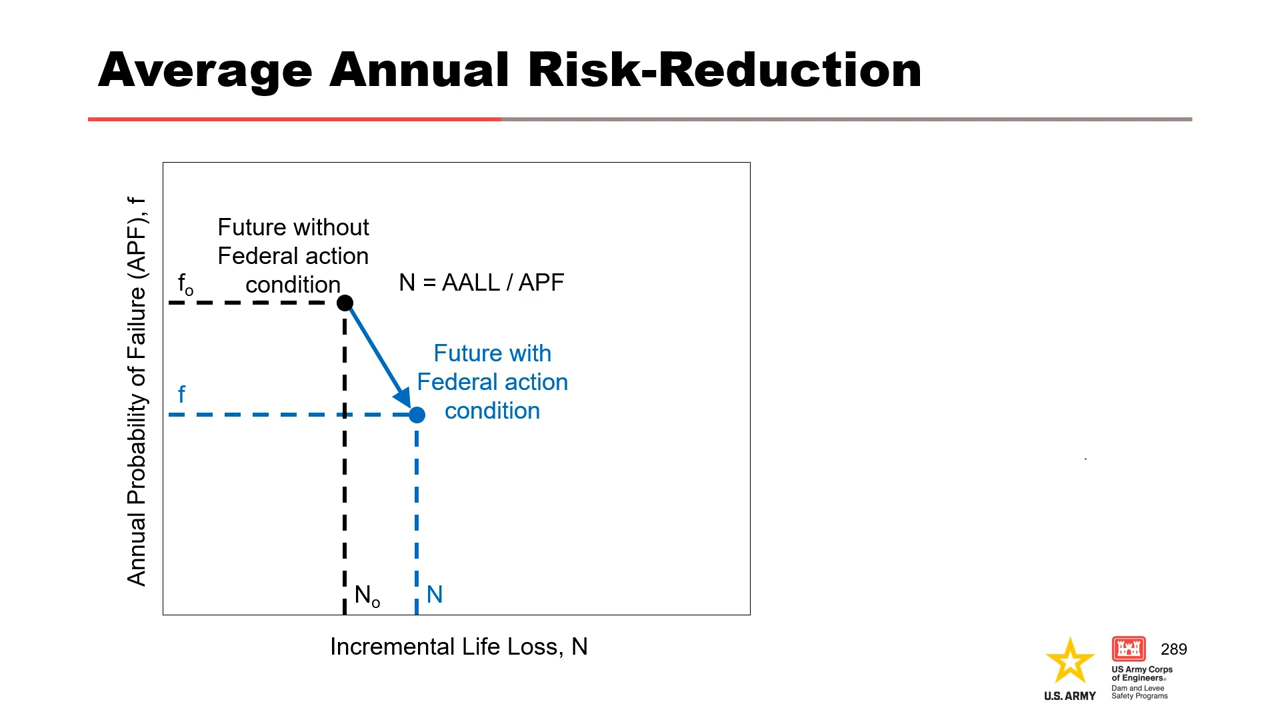 Average Annual Risk-Reduction
Annual Probability of Failure (APF), f
Future without
Federal action
condition
fo
N = AALL / APF
Future with
Federal action
condition
f
No
N
Incremental Life Loss, N
U.S. ARMY
US Army Corps
of Engineers®
Dam and Levee
Safety Programs
289